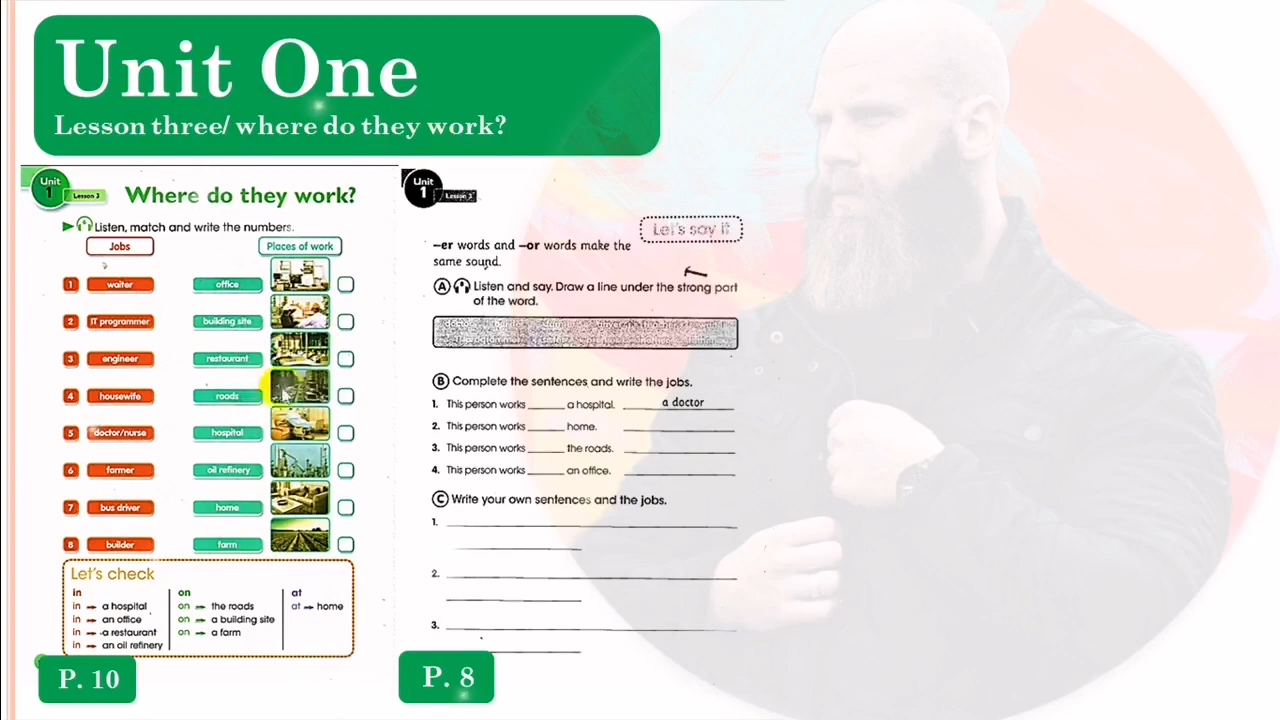 Unit One
Lesson three/ where do they work?
Unit
1
Lesson 3
Where do they work?
Listen, match and write the numbers.
Jobs
Places of work
1 waiter office
2 IT programmer building site
3 engineer restaurant
4 housewife roads
5 doctor/nurse hospital
6 farmer oil refinery
7 bus driver home
8 builder farm
Let's check
in
in → a hospital
in → an office
in → a restaurant
in → an oil refinery
on
on → the roads
on → a building site
on → a farm
at
at → home
P. 10
Unit
1
Lesson 3
Let's say it
–er words and –or words make the
same sound.
A Listen and say. Draw a line under the strong part
of the word.
B Complete the sentences and write the jobs.
1. This person works ______ a hospital. a doctor
2. This person works ______ home. ______
3. This person works ______ the roads. ______
4. This person works ______ an office. ______
C Write your own sentences and the jobs.
1.
2.
3.
P. 8